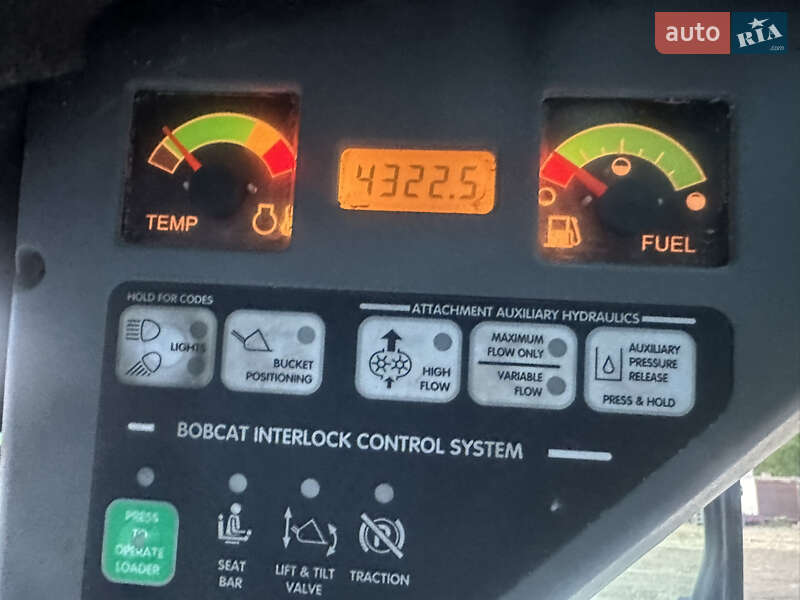 auto RIA
.com
4322.5
TEMP
FUEL
HOLD FOR CODES
LIGHTS
BUCKET
POSITIONING
ATTACHMENT AUXILIARY HYDRAULICS
HIGH
FLOW
MAXIMUM
FLOW ONLY
VARIABLE
FLOW
AUXILIARY
PRESSURE
RELEASE
PRESS & HOLD
BOBCAT INTERLOCK CONTROL SYSTEM
PRESS
TO
OPERATE
LOADER
SEAT
BAR
LIFT & TILT
VALVE
P
TRACTION